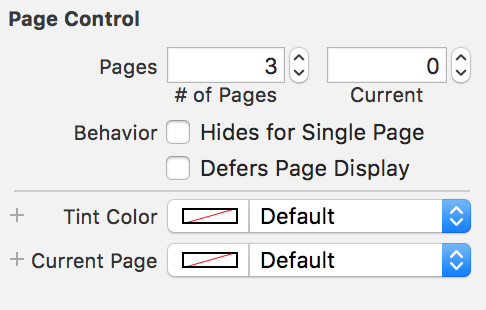 Page Control
Pages 3 0
# of Pages Current
Behavior Hides for Single Page
Defers Page Display
+ Tint Color Default
+ Current Page Default